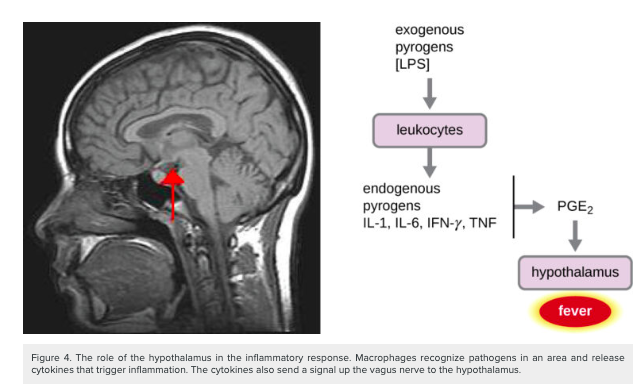 exogenous
pyrogens
[LPS]
leukocytes
endogenous
pyrogens
IL-1, IL-6, IFN-γ, TNF
PGE₂
hypothalamus
fever
Figure 4. The role of the hypothalamus in the inflammatory response. Macrophages recognize pathogens in an area and release
cytokines that trigger inflammation. The cytokines also send a signal up the vagus nerve to the hypothalamus.